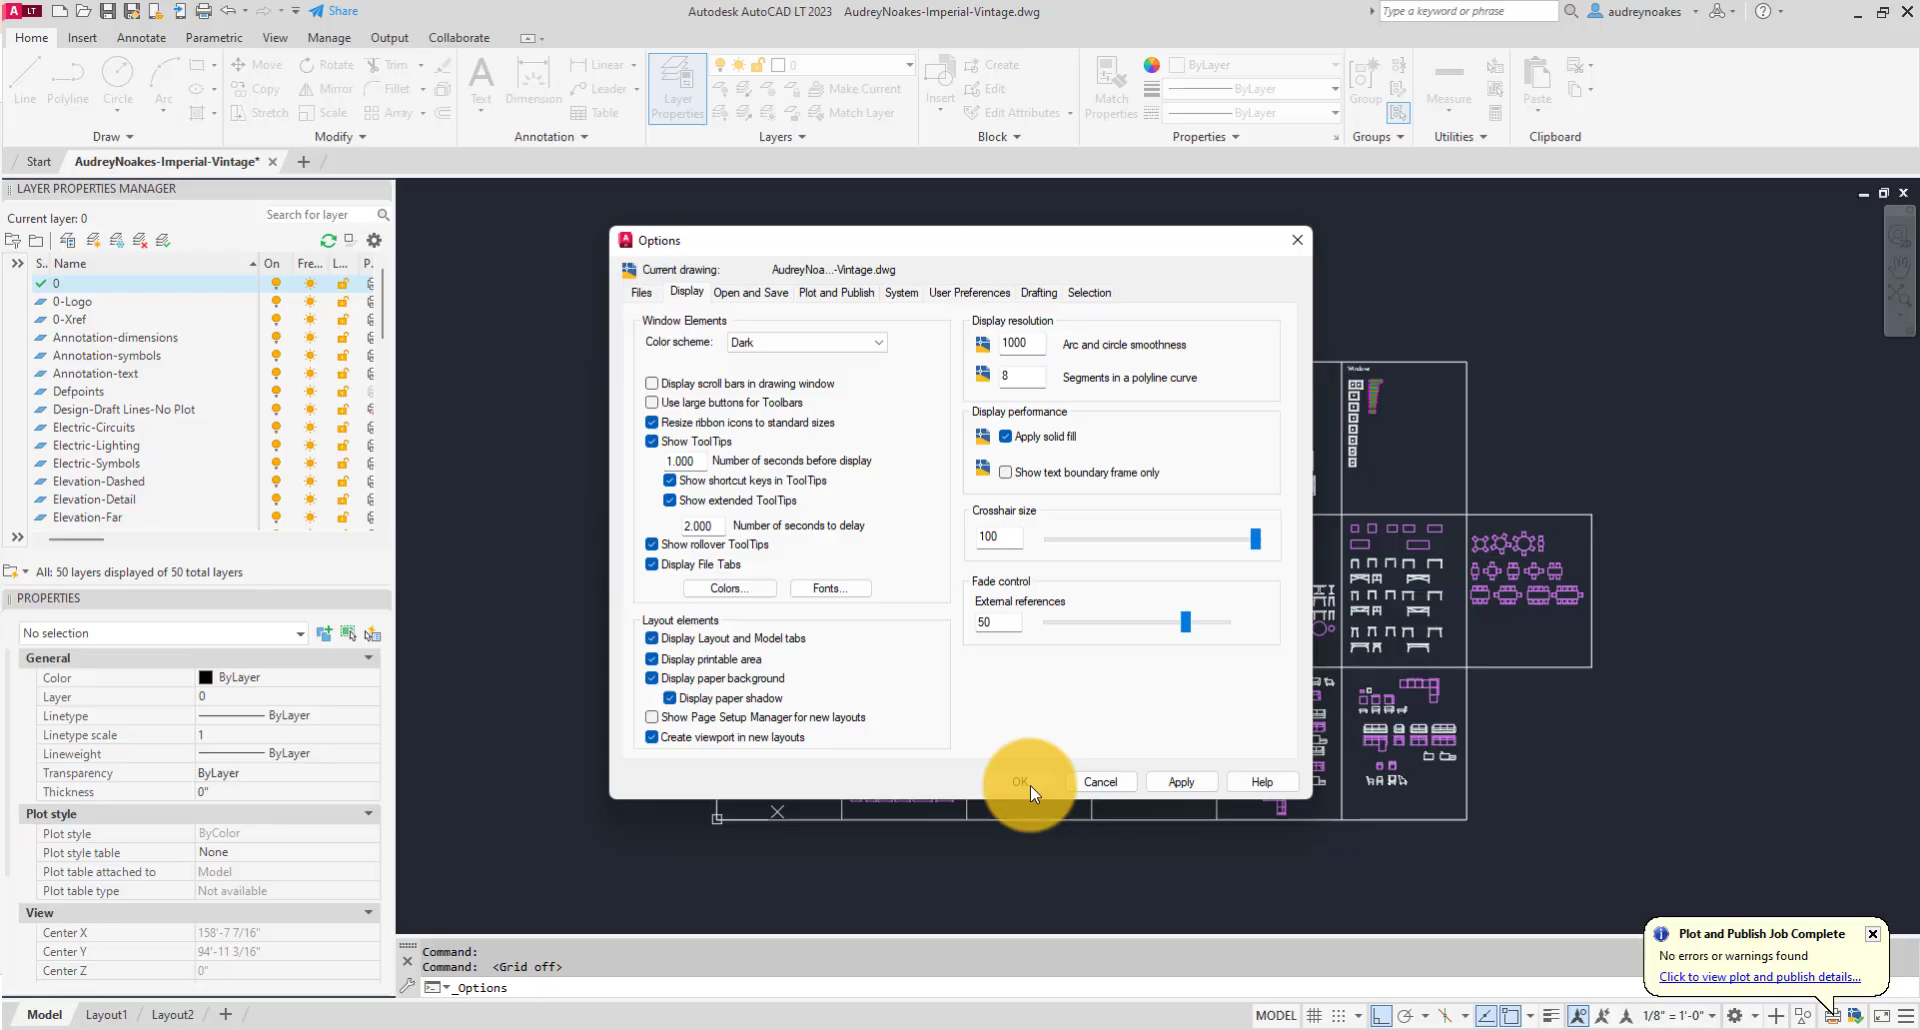 A LT Share Autodesk AutoCAD LT 2023 AudreyNoakes-Imperial-Vintage.dwg Type a keyword or phrase audreynoakes
Home Insert Annotate Parametric View Manage Output Collaborate
Line Polyline Circle Arc
Move Rotate Trim
Copy Mirror Fillet
Stretch Scale Array
Text Dimension
Linear
Leader
Table
Layer Properties
0
Make Current
Match Layer
Insert
Create
Edit
Edit Attributes
Match Properties
ByLayer
ByLayer
ByLayer
Group
Measure
Paste
Draw Modify Annotation Layers Block Properties Groups Utilities Clipboard
Start AudreyNoakes-Imperial-Vintage*
LAYER PROPERTIES MANAGER
Current layer: 0
Search for layer
S.. Name On Fre... L... P.
0
0-Logo
0-Xref
Annotation-dimensions
Annotation-symbols
Annotation-text
Defpoints
Design-Draft Lines-No Plot
Electric-Circuits
Electric-Lighting
Electric-Symbols
Elevation-Dashed
Elevation-Detail
Elevation-Far
All: 50 layers displayed of 50 total layers
PROPERTIES
No selection
General
Color ByLayer
Layer 0
Linetype ByLayer
Linetype scale 1
Lineweight ByLayer
Transparency ByLayer
Thickness 0"
Plot style
Plot style ByColor
Plot style table None
Plot table attached to Model
Plot table type Not available
View
Center X 158'-7 7/16"
Center Y 94'-11 3/16"
Center Z 0"
Options
Current drawing: AudreyNoa...-Vintage.dwg
Files Display Open and Save Plot and Publish System User Preferences Drafting Selection
Window Elements
Color scheme: Dark
Display scroll bars in drawing window
Use large buttons for Toolbars
Resize ribbon icons to standard sizes
Show ToolTips
1.000 Number of seconds before display
Show shortcut keys in ToolTips
Show extended ToolTips
2.000 Number of seconds to delay
Show rollover ToolTips
Display File Tabs
Colors... Fonts...
Layout elements
Display Layout and Model tabs
Display printable area
Display paper background
Display paper shadow
Show Page Setup Manager for new layouts
Create viewport in new layouts
Display resolution
1000 Arc and circle smoothness
8 Segments in a polyline curve
Display performance
Apply solid fill
Show text boundary frame only
Crosshair size
100
Fade control
External references
50
OK Cancel Apply Help
Window
Command:
Command: <Grid off>
_Options
Plot and Publish Job Complete
No errors or warnings found
Click to view plot and publish details...
Model Layout1 Layout2
MODEL 1/8" = 1'-0"